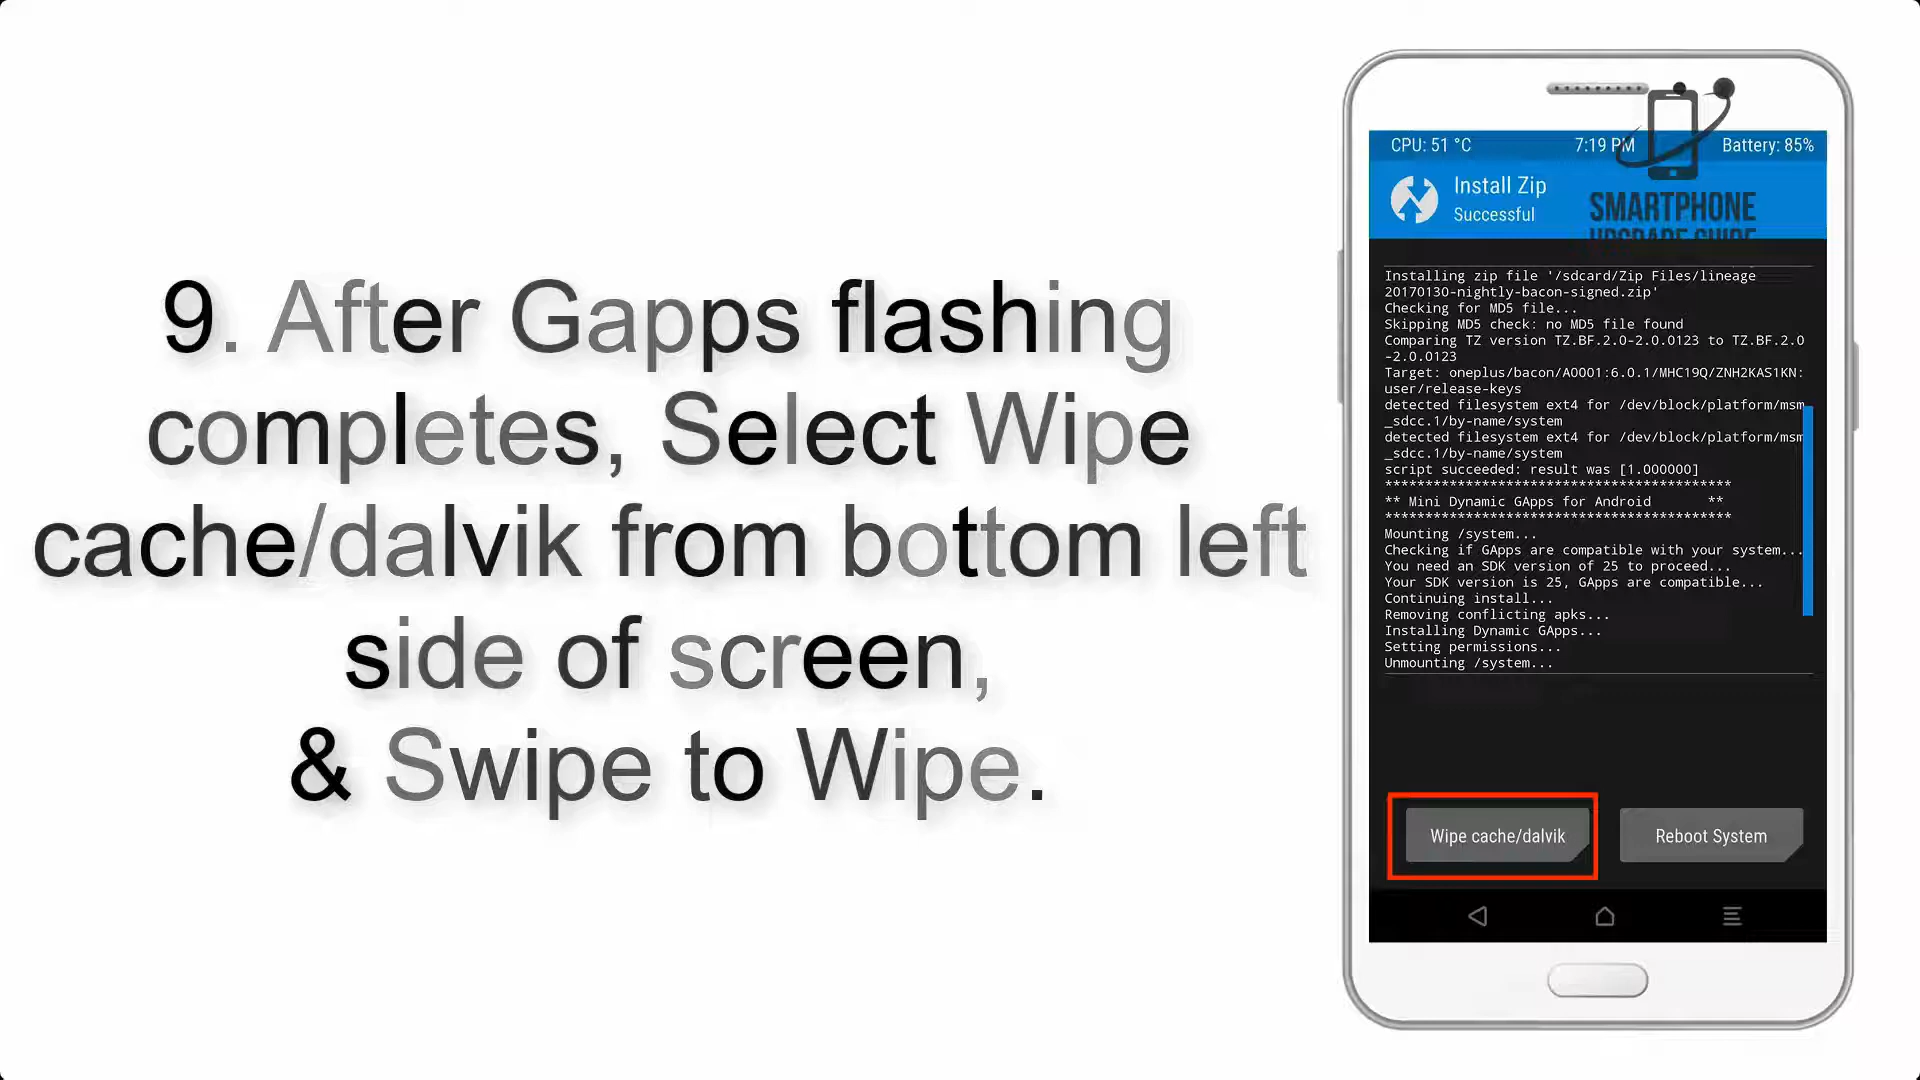 9. After Gapps flashing
completes, Select Wipe
cache/dalvik from bottom left
side of screen,
& Swipe to Wipe.
CPU: 51 °C 7:19 PM Battery: 85%
Install Zip
Successful
SMARTPHONE
UPGRADE GUIDE
Installing zip file '/sdcard/Zip Files/lineage
20170130-nightly-bacon-signed.zip'
Checking for MD5 file...
Skipping MD5 check: no MD5 file found
Comparing TZ version TZ.BF.2.0-2.0.0123 to TZ.BF.2.0
-2.0.0123
Target: oneplus/bacon/A0001:6.0.1/MHC19Q/ZNH2KAS1KN:
user/release-keys
detected filesystem ext4 for /dev/block/platform/msm
_sdcc.1/by-name/system
detected filesystem ext4 for /dev/block/platform/msm
_sdcc.1/by-name/system
script succeeded: result was [1.000000]
******************************************
** Mini Dynamic GApps for Android **
******************************************
Mounting /system...
Checking if GApps are compatible with your system...
You need an SDK version of 25 to proceed...
Your SDK version is 25, GApps are compatible...
Continuing install...
Removing conflicting apks...
Installing Dynamic GApps...
Setting permissions...
Unmounting /system...
Wipe cache/dalvik
Reboot System